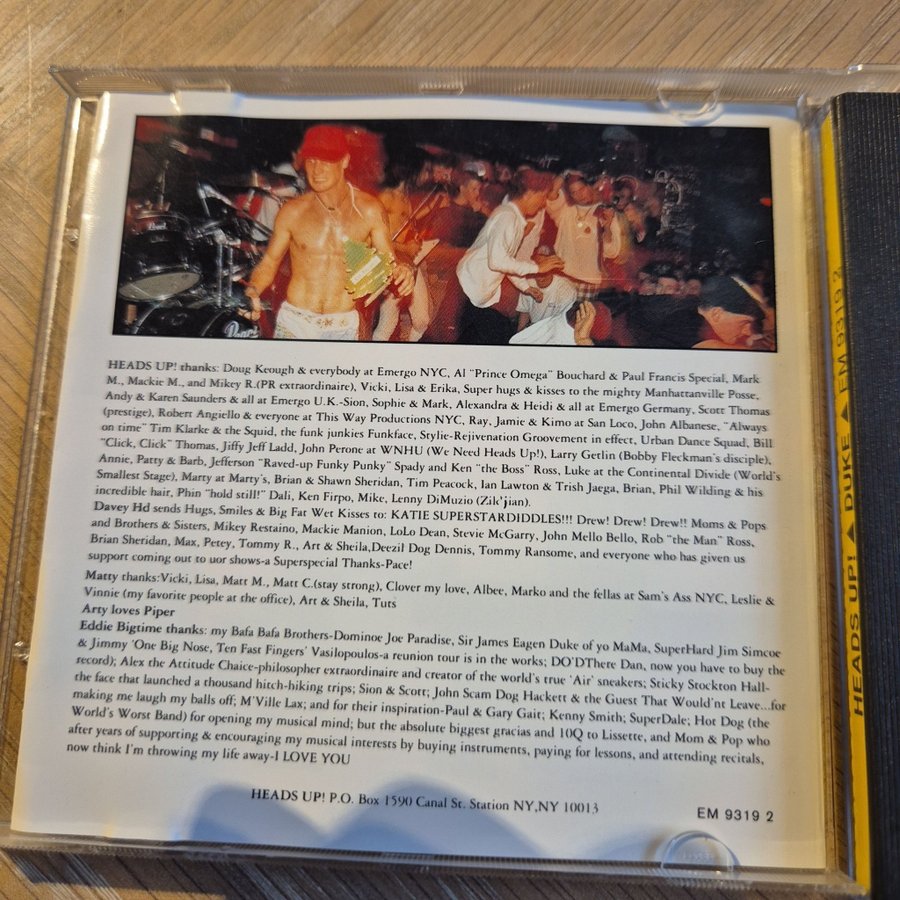 Pearl
HEADS UP! thanks: Doug Keough & everybody at Emergo NYC, Al "Prince Omega" Bouchard & Paul Francis Special, Mark
M., Mackie M., and Mikey R.(PR extraordinaire), Vicki, Lisa & Erika, Super hugs & kisses to the mighty Manhattanville Posse,
Andy & Karen Saunders & all at Emergo U.K.-Sion, Sophie & Mark, Alexandra & Heidi & all at Emergo Germany, Scott Thomas
(prestige), Robert Angiello & everyone at This Way Productions NYC, Ray, Jamie & Kimo at San Loco, John Albanese, "Always
on time" Tim Klarke & the Squid, the funk junkies Funkface, Stylie-Rejivenation Groovement in effect, Urban Dance Squad, Bill
"Click, Click" Thomas, Jiffy Jeff Ladd, John Perone at WNHU (We Need Heads Up!), Larry Getlin (Bobby Fleckman's disciple),
Annie, Patty & Barb, Jefferson "Raved-up Funky Punky" Spady and Ken "the Boss" Ross, Luke at the Continental Divide (World's
Smallest Stage), Marty at Marty's, Brian & Shawn Sheridan, Tim Peacock, Ian Lawton & Trish Jaega, Brian, Phil Wilding & his
incredible hair, Phin "hold still!" Dali, Ken Firpo, Mike, Lenny DiMuzio (Zik'jian).
Davey Hd sends Hugs, Smiles & Big Fat Wet Kisses to: KATIE SUPERSTARDIDDLES!!! Drew! Drew! Drew!! Moms & Pops
and Brothers & Sisters, Mikey Restaino, Mackie Manion, LoLo Dean, Stevie McGarry, John Mello Bello, Rob "the Man" Ross,
Brian Sheridan, Max, Petey, Tommy R., Art & Sheila,Deezil Dog Dennis, Tommy Ransome, and everyone who has given us
support coming out to uor shows-a Superspecial Thanks-Pace!
Matty thanks:Vicki, Lisa, Matt M., Matt C.(stay strong), Clover my love, Albee, Marko and the fellas at Sam's Ass NYC, Leslie &
Vinnie (my favorite people at the office), Art & Sheila, Tuts
Arty loves Piper
Eddie Bigtime thanks: my Bafa Bafa Brothers-Dominoe Joe Paradise, Sir James Eagen Duke of yo MaMa, SuperHard Jim Simcoe
& Jimmy 'One Big Nose, Ten Fast Fingers' Vasilopoulos-a reunion tour is in the works; DO'DThere Dan, now you have to buy the
record); Alex the Attitude Chaice-philosopher extraordinaire and creator of the world's true 'Air' sneakers; Sticky Stockton Hall-
the face that launched a thousand hitch-hiking trips; Sion & Scott; John Scam Dog Hackett & the Guest That Would'nt Leave...for
making me laugh my balls off; M'Ville Lax; and for their inspiration-Paul & Gary Gait; Kenny Smith; SuperDale; Hot Dog (the
World's Worst Band) for opening my musical mind; but the absolute biggest gracias and 10Q to Lissette, and Mom & Pop who
after years of supporting & encouraging my musical interests by buying instruments, paying for lessons, and attending recitals,
now think I'm throwing my life away-I LOVE YOU
HEADS UP! P.O. Box 1590 Canal St. Station NY,NY 10013
EM 9319 2
HEADS UP! ▲ DUKE ▲ EM 9319 2